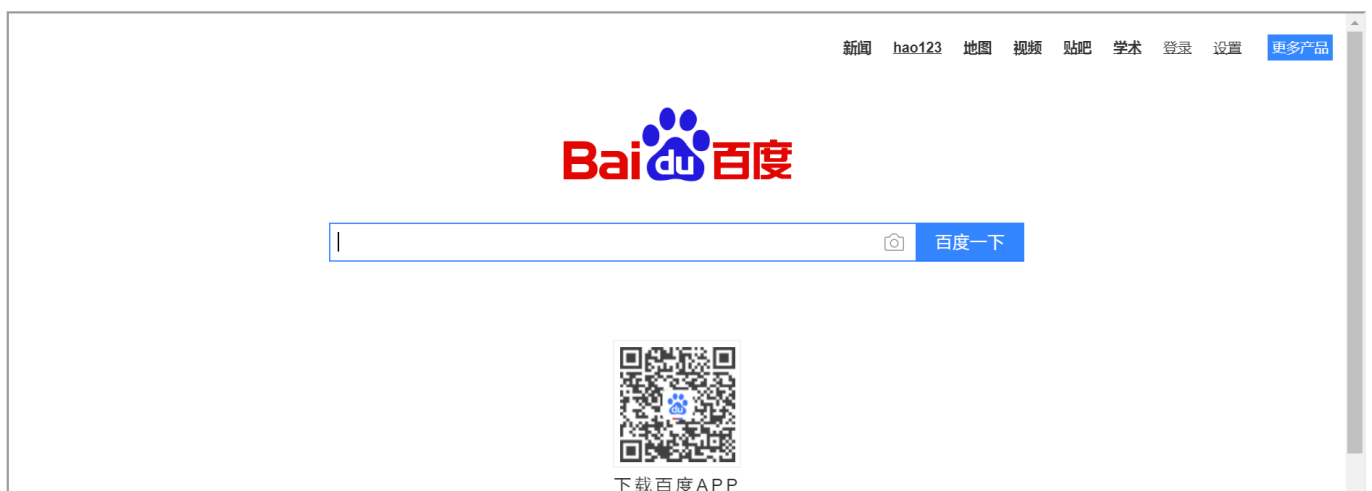 新闻 hao123 地图 视频 贴吧 学术 登录 设置 更多产品
Bai du 百度
百度一下
du
下载百度APP